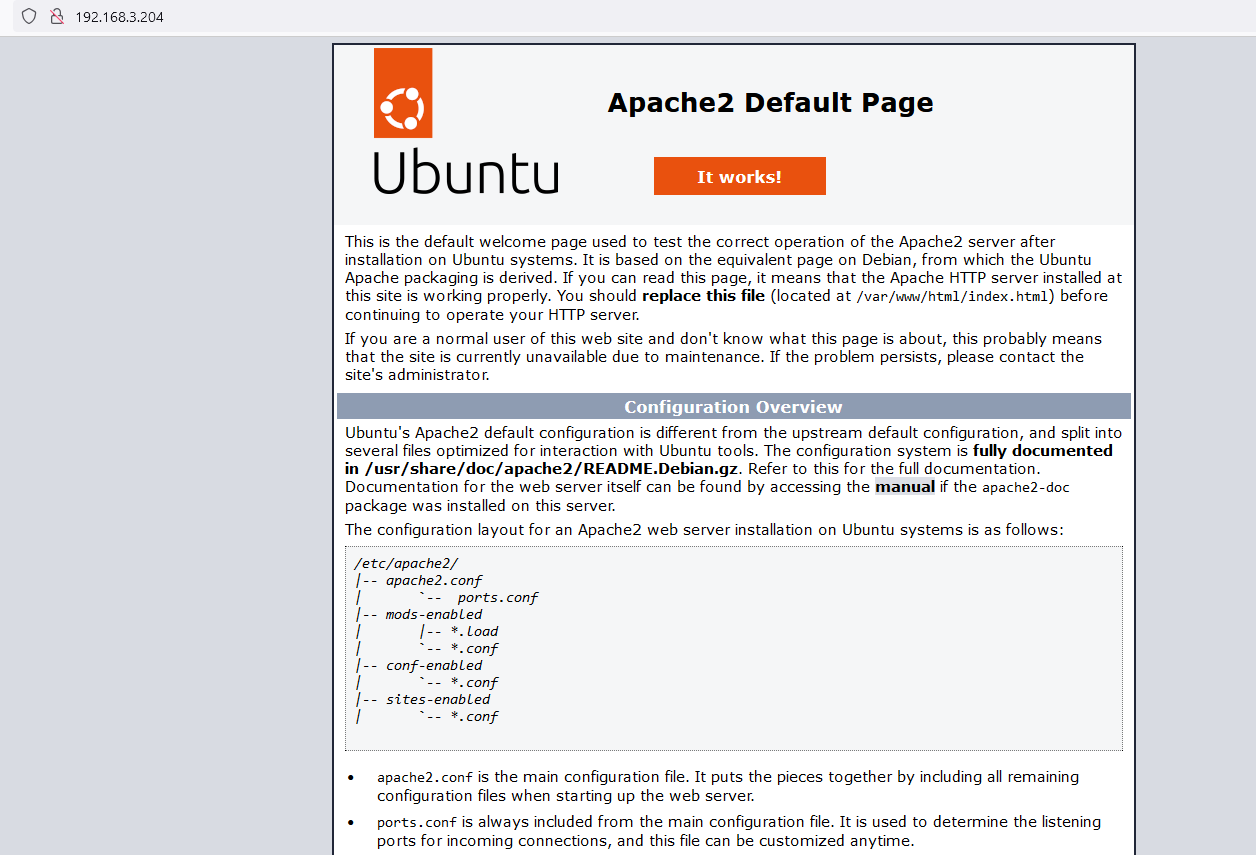 192.168.3.204
Apache2 Default Page
Ubuntu
It works!
This is the default welcome page used to test the correct operation of the Apache2 server after
installation on Ubuntu systems. It is based on the equivalent page on Debian, from which the Ubuntu
Apache packaging is derived. If you can read this page, it means that the Apache HTTP server installed at
this site is working properly. You should replace this file (located at /var/www/html/index.html) before
continuing to operate your HTTP server.
If you are a normal user of this web site and don't know what this page is about, this probably means
that the site is currently unavailable due to maintenance. If the problem persists, please contact the
site's administrator.
Configuration Overview
Ubuntu's Apache2 default configuration is different from the upstream default configuration, and split into
several files optimized for interaction with Ubuntu tools. The configuration system is fully documented
in /usr/share/doc/apache2/README.Debian.gz. Refer to this for the full documentation.
Documentation for the web server itself can be found by accessing the manual if the apache2-doc
package was installed on this server.
The configuration layout for an Apache2 web server installation on Ubuntu systems is as follows:
/etc/apache2/
|-- apache2.conf
|       `--  ports.conf
|-- mods-enabled
|       |-- *.load
|       `-- *.conf
|-- conf-enabled
|       `-- *.conf
|-- sites-enabled
|       `-- *.conf
• apache2.conf is the main configuration file. It puts the pieces together by including all remaining
configuration files when starting up the web server.
• ports.conf is always included from the main configuration file. It is used to determine the listening
ports for incoming connections, and this file can be customized anytime.